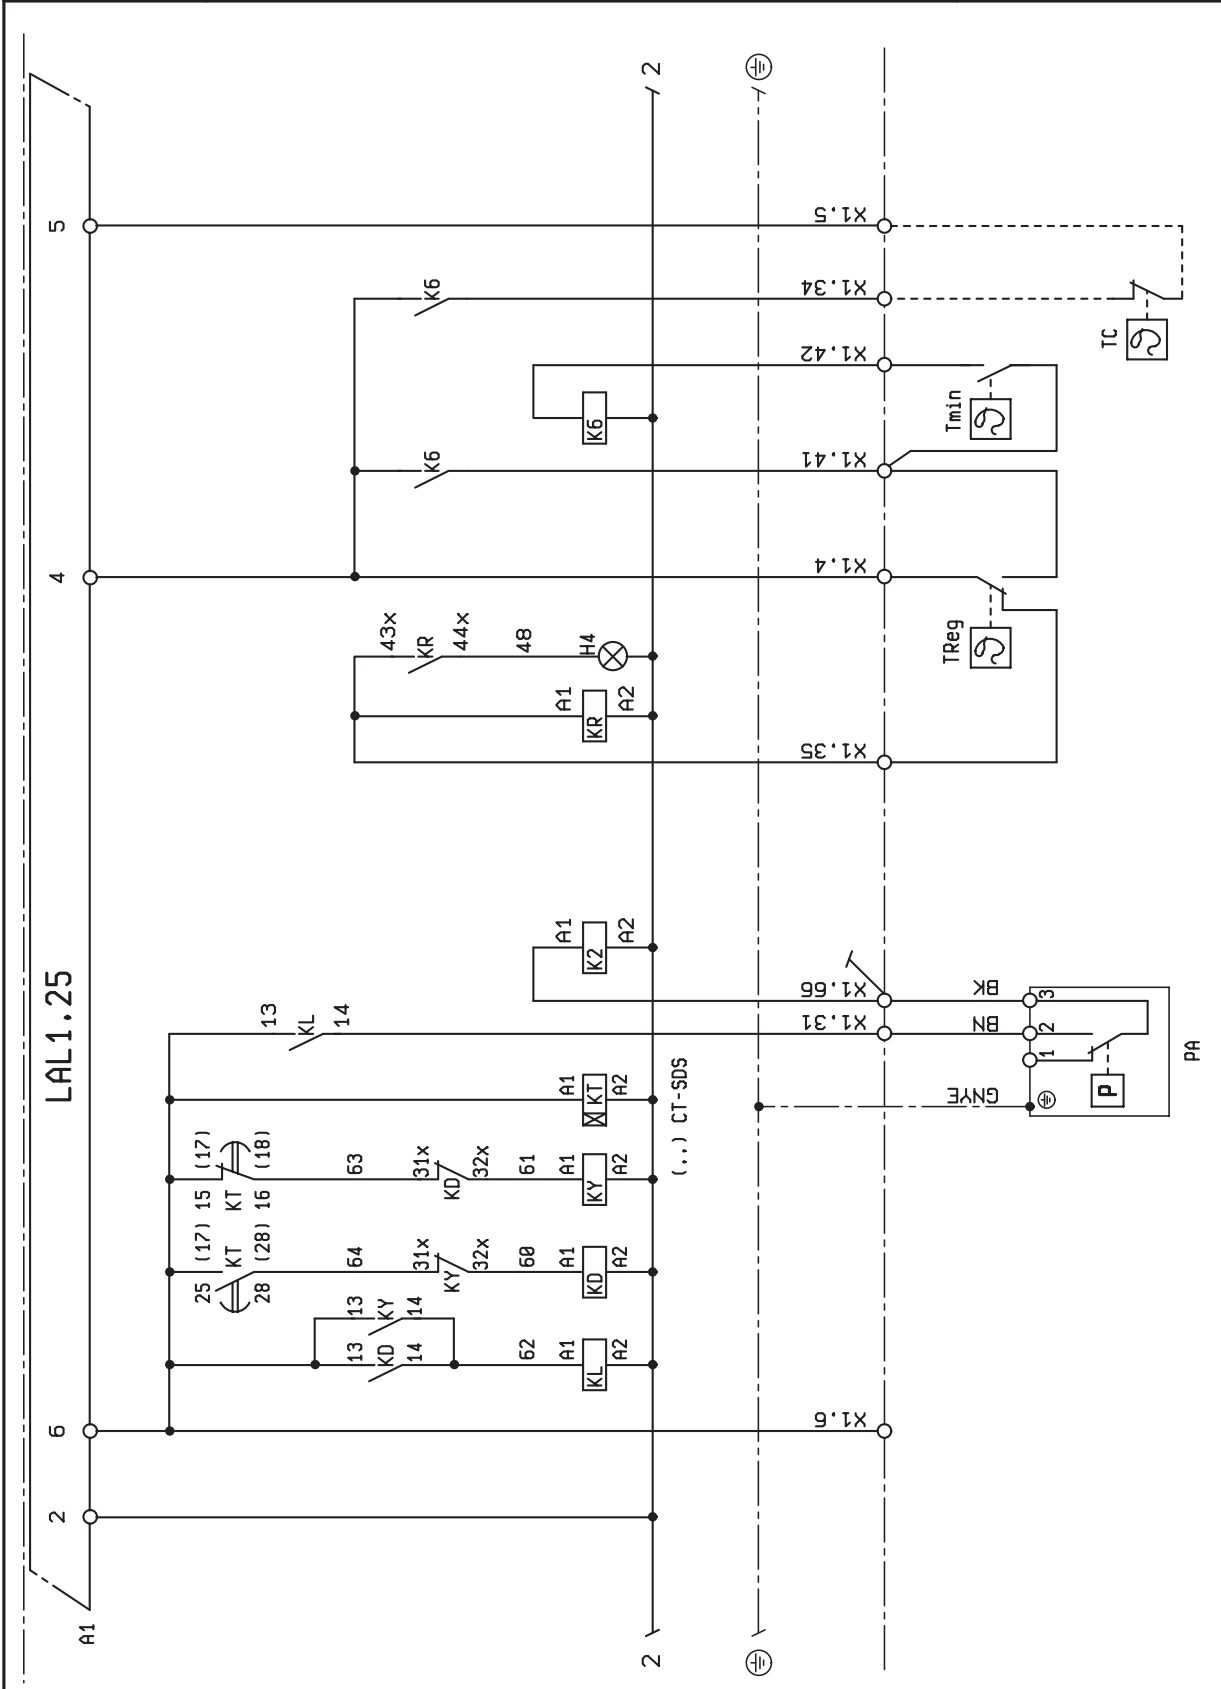 LAL1.25
2 6 4 5
A1
25 (17) 15 (17)
KT KT
28 (28) 16 (18)
13
KL
14
13 13 64 63
KD KY 43x
14 14 31x 31x KR K6 K6
KY KD 44x
32x 32x
62 60 61 48
A1 A1 A1 A1 A1 A1 H4
KL KD KY KT K2 KR K6
A2 A2 A2 A2 A2 A2
2 2
(..) CT-SDS
X1.6 X1.31 X1.66 X1.35 X1.4 X1.41 X1.42 X1.34 X1.5
GNYE BN BK TReg Tmin
1 2 3
P TC
PA